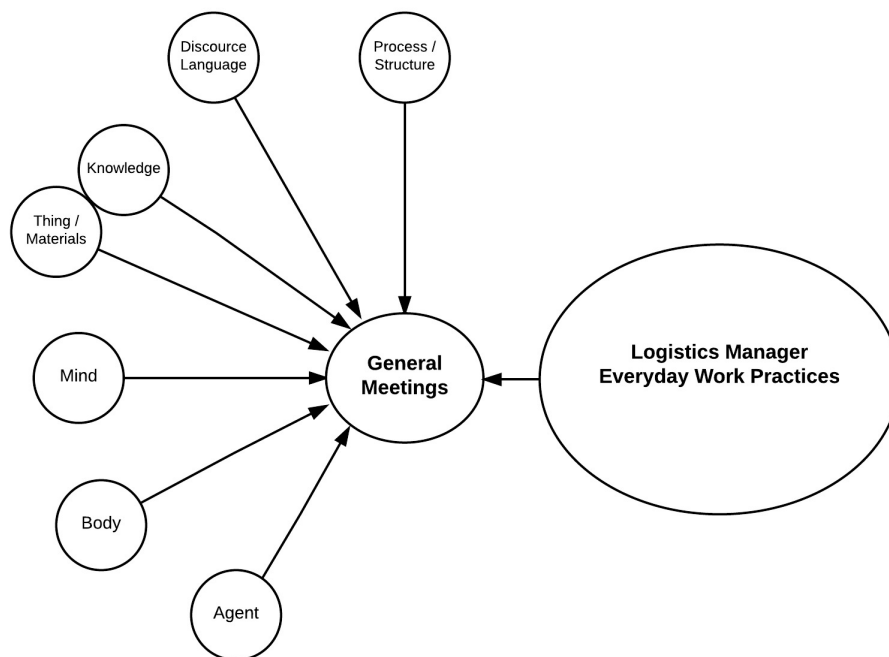 Discource
Language
Process /
Structure
Knowledge
Thing /
Materials
Mind
General
Meetings
Logistics Manager
Everyday Work Practices
Body
Agent